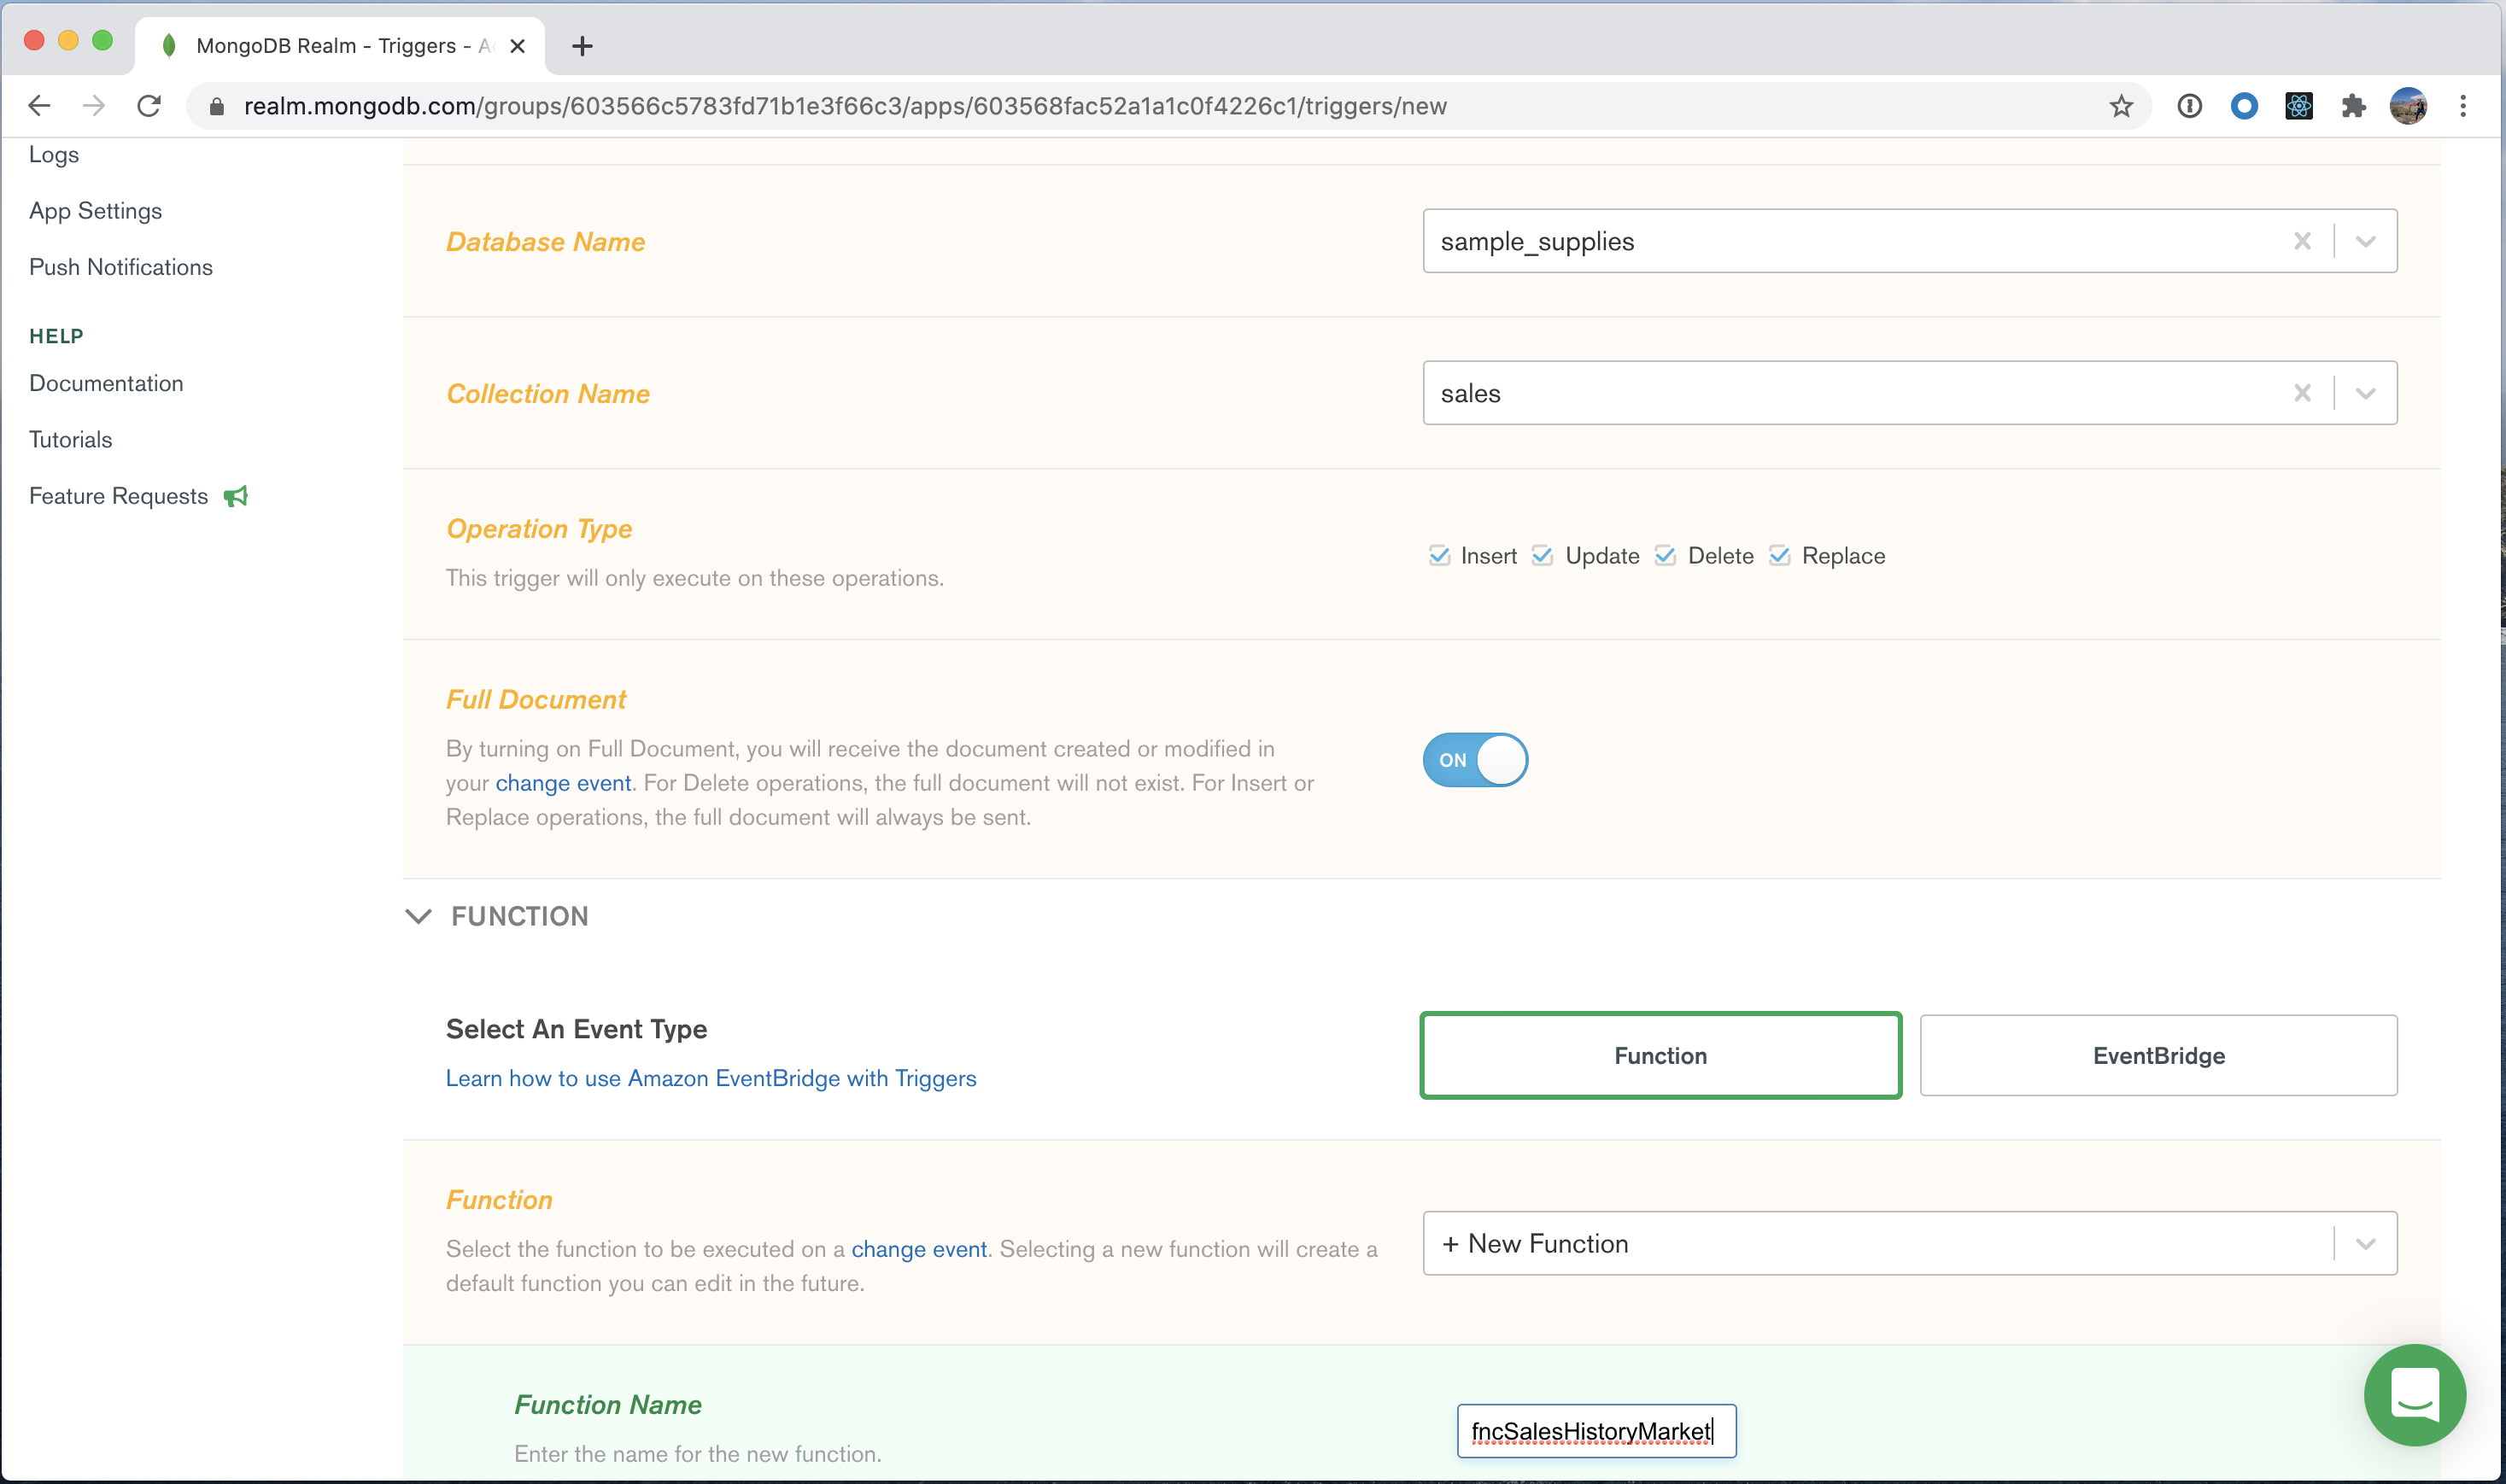 MongoDB Realm - Triggers - A
realm.mongodb.com/groups/603566c5783fd71b1e3f66c3/apps/603568fac52a1a1c0f4226c1/triggers/new
Logs
App Settings
Push Notifications
HELP
Documentation
Tutorials
Feature Requests
Database Name
sample_supplies
Collection Name
sales
Operation Type
This trigger will only execute on these operations.
Insert Update Delete Replace
Full Document
By turning on Full Document, you will receive the document created or modified in
your change event. For Delete operations, the full document will not exist. For Insert or
Replace operations, the full document will always be sent.
ON
FUNCTION
Select An Event Type
Learn how to use Amazon EventBridge with Triggers
Function
EventBridge
Function
Select the function to be executed on a change event. Selecting a new function will create a
default function you can edit in the future.
+ New Function
Function Name
Enter the name for the new function.
fncSalesHistoryMarket